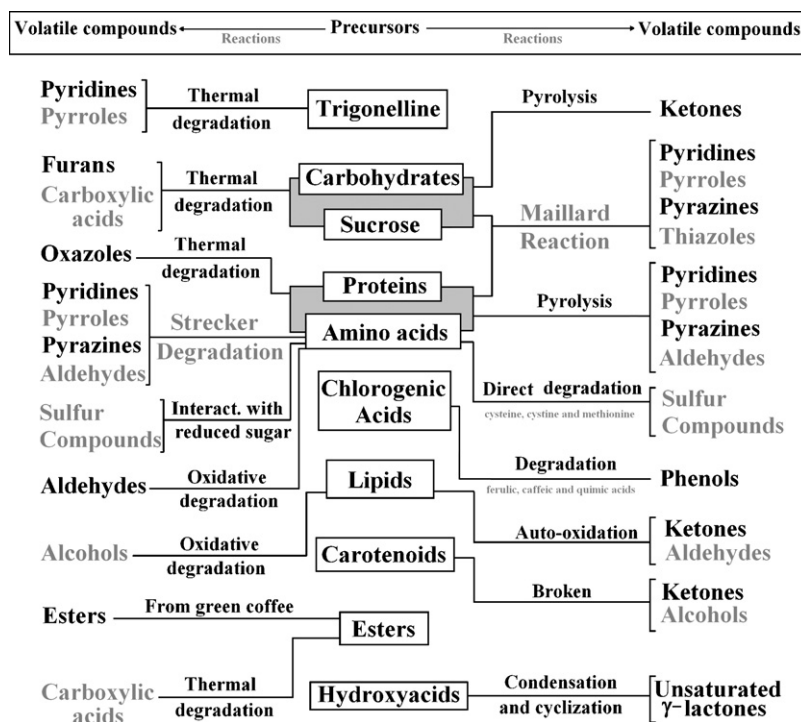 Volatile compounds Reactions Precursors Reactions Volatile compounds
Pyridines
Pyrroles
Thermal
degradation
Trigonelline
Pyrolysis
Ketones
Furans
Carboxylic
acids
Thermal
degradation
Carbohydrates
Sucrose
Maillard
Reaction
Pyridines
Pyrroles
Pyrazines
Thiazoles
Oxazoles
Thermal
degradation
Proteins
Amino acids
Pyrolysis
Pyridines
Pyrroles
Pyrazines
Aldehydes
Pyridines
Pyrroles
Pyrazines
Aldehydes
Strecker
Degradation
Chlorogenic
Acids
Direct degradation
cysteine, cystine and methionine
Sulfur
Compounds
Sulfur
Compounds
Interact. with
reduced sugar
Degradation
ferulic, caffeic and quimic acids
Phenols
Aldehydes
Oxidative
degradation
Lipids
Auto-oxidation
Ketones
Aldehydes
Alcohols
Oxidative
degradation
Carotenoids
Broken
Ketones
Alcohols
Esters
From green coffee
Esters
Carboxylic
acids
Thermal
degradation
Hydroxyacids
Condensation
and cyclization
Unsaturated
γ-lactones